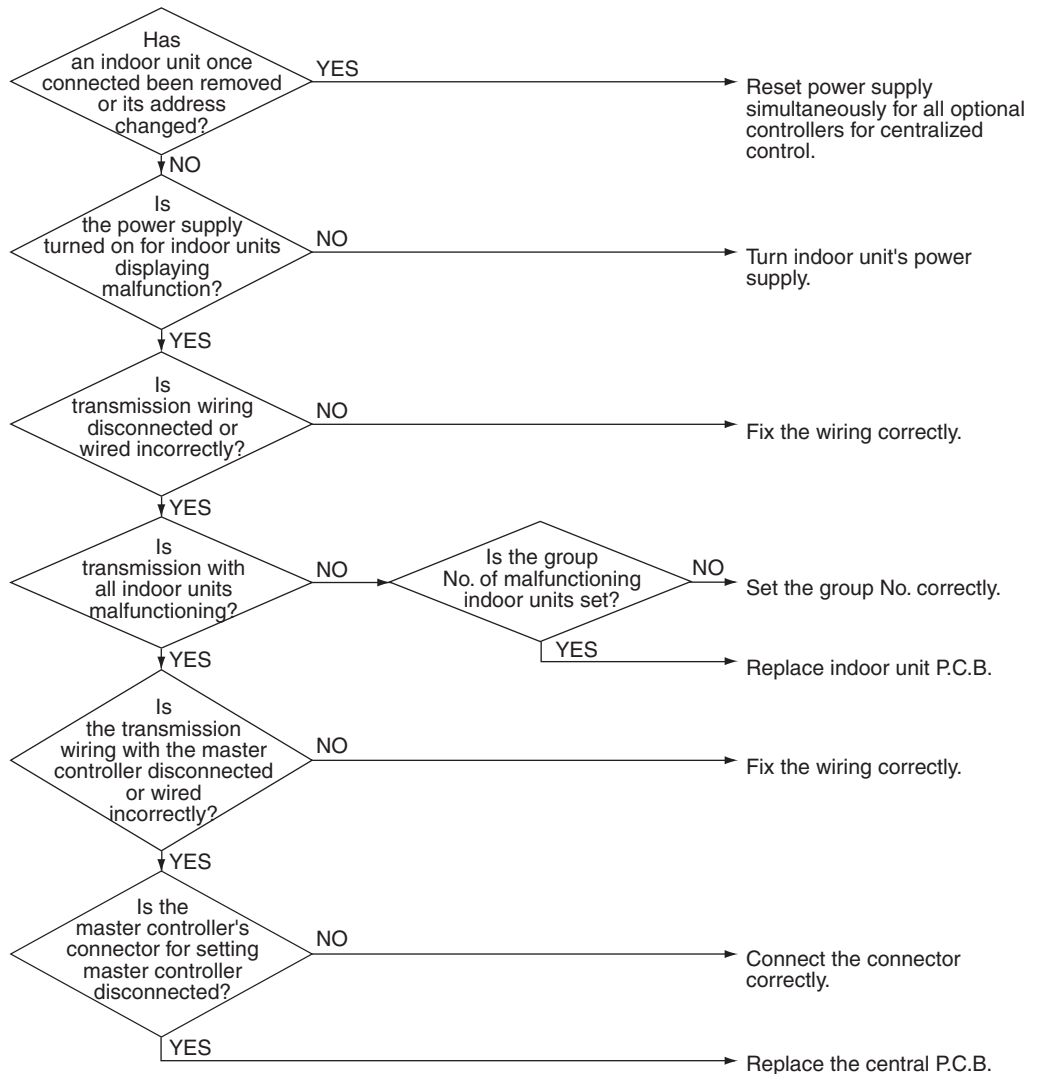 Has
an indoor unit once
connected been removed
or its address
changed?
YES
Reset power supply
simultaneously for all optional
controllers for centralized
control.
NO
Is
the power supply
turned on for indoor units
displaying
malfunction?
NO
Turn indoor unit's power
supply.
YES
Is
transmission wiring
disconnected or
wired incorrectly?
NO
Fix the wiring correctly.
YES
Is
transmission with
all indoor units
malfunctioning?
NO
Is the group
No. of malfunctioning
indoor units set?
NO
Set the group No. correctly.
YES
Replace indoor unit P.C.B.
YES
Is
the transmission
wiring with the master
controller disconnected
or wired
incorrectly?
NO
Fix the wiring correctly.
YES
Is the
master controller's
connector for setting
master controller
disconnected?
NO
Connect the connector
correctly.
YES
Replace the central P.C.B.